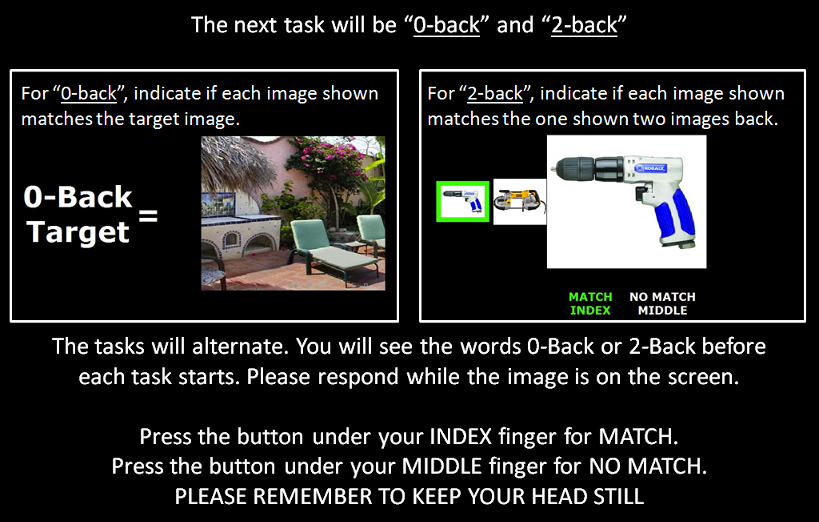 The next task will be “0-back” and “2-back”
For “0-back”, indicate if each image shown
matches the target image.
0-Back
Target
=
For “2-back”, indicate if each image shown
matches the one shown two images back.
KOBALT
MATCH
INDEX
NO MATCH
MIDDLE
The tasks will alternate. You will see the words 0-Back or 2-Back before
each task starts. Please respond while the image is on the screen.
Press the button under your INDEX finger for MATCH.
Press the button under your MIDDLE finger for NO MATCH.
PLEASE REMEMBER TO KEEP YOUR HEAD STILL